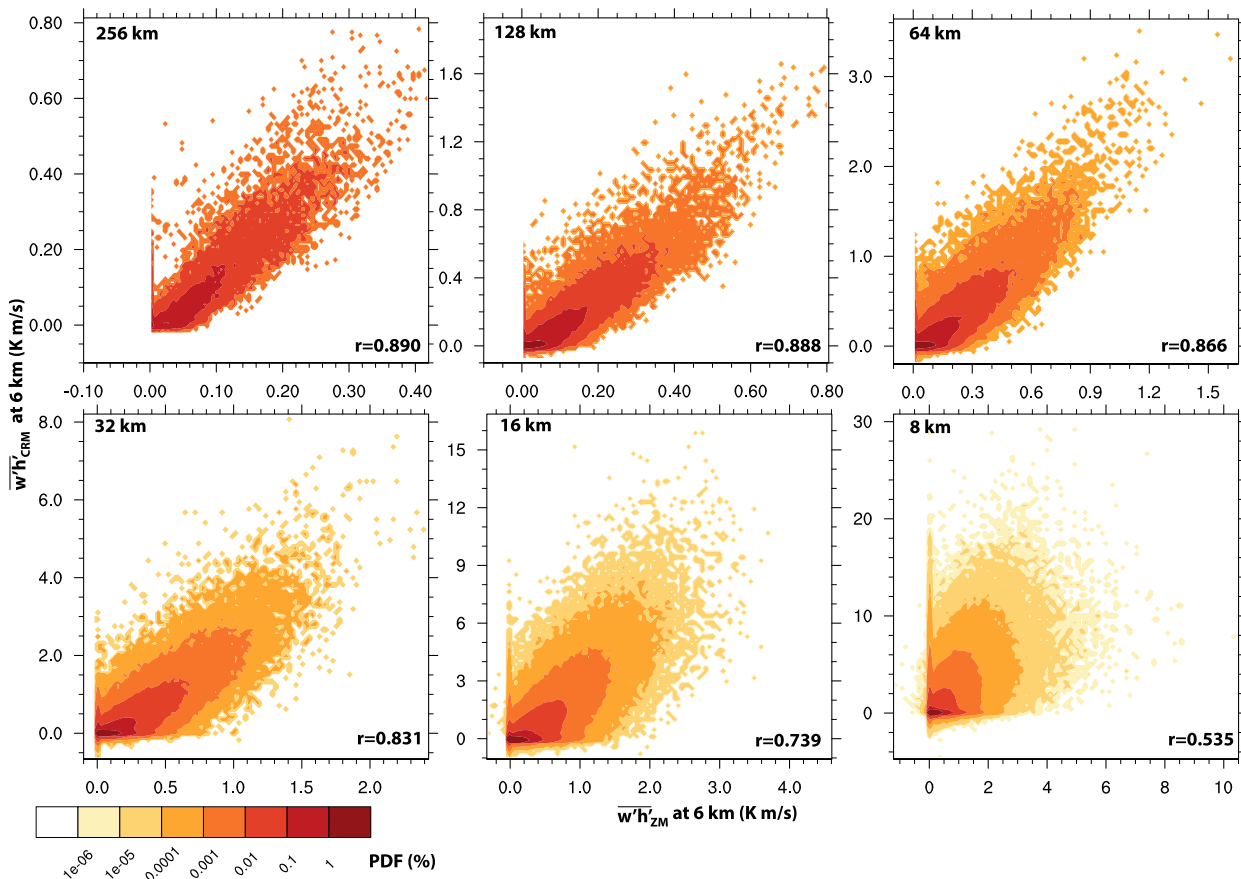 256 km
0.80
0.60
0.40
0.20
0.00
r=0.890
-0.10 0.00 0.10 0.20 0.30 0.40
128 km
1.6
1.2
0.8
0.4
0.0
r=0.888
0.00 0.20 0.40 0.60 0.80
64 km
3.0
2.0
1.0
0.0
r=0.866
0.0 0.3 0.6 0.9 1.2 1.5
w'h'CRM at 6 km (K m/s)
32 km
8.0
6.0
4.0
2.0
0.0
r=0.831
0.0 0.5 1.0 1.5 2.0
16 km
15
12
9
6
3
0
r=0.739
0.0 1.0 2.0 3.0 4.0
8 km
30
20
10
0
r=0.535
0 2 4 6 8 10
w'h'ZM at 6 km (K m/s)
1e-06 1e-05 0.0001 0.001 0.01 0.1 1
PDF (%)